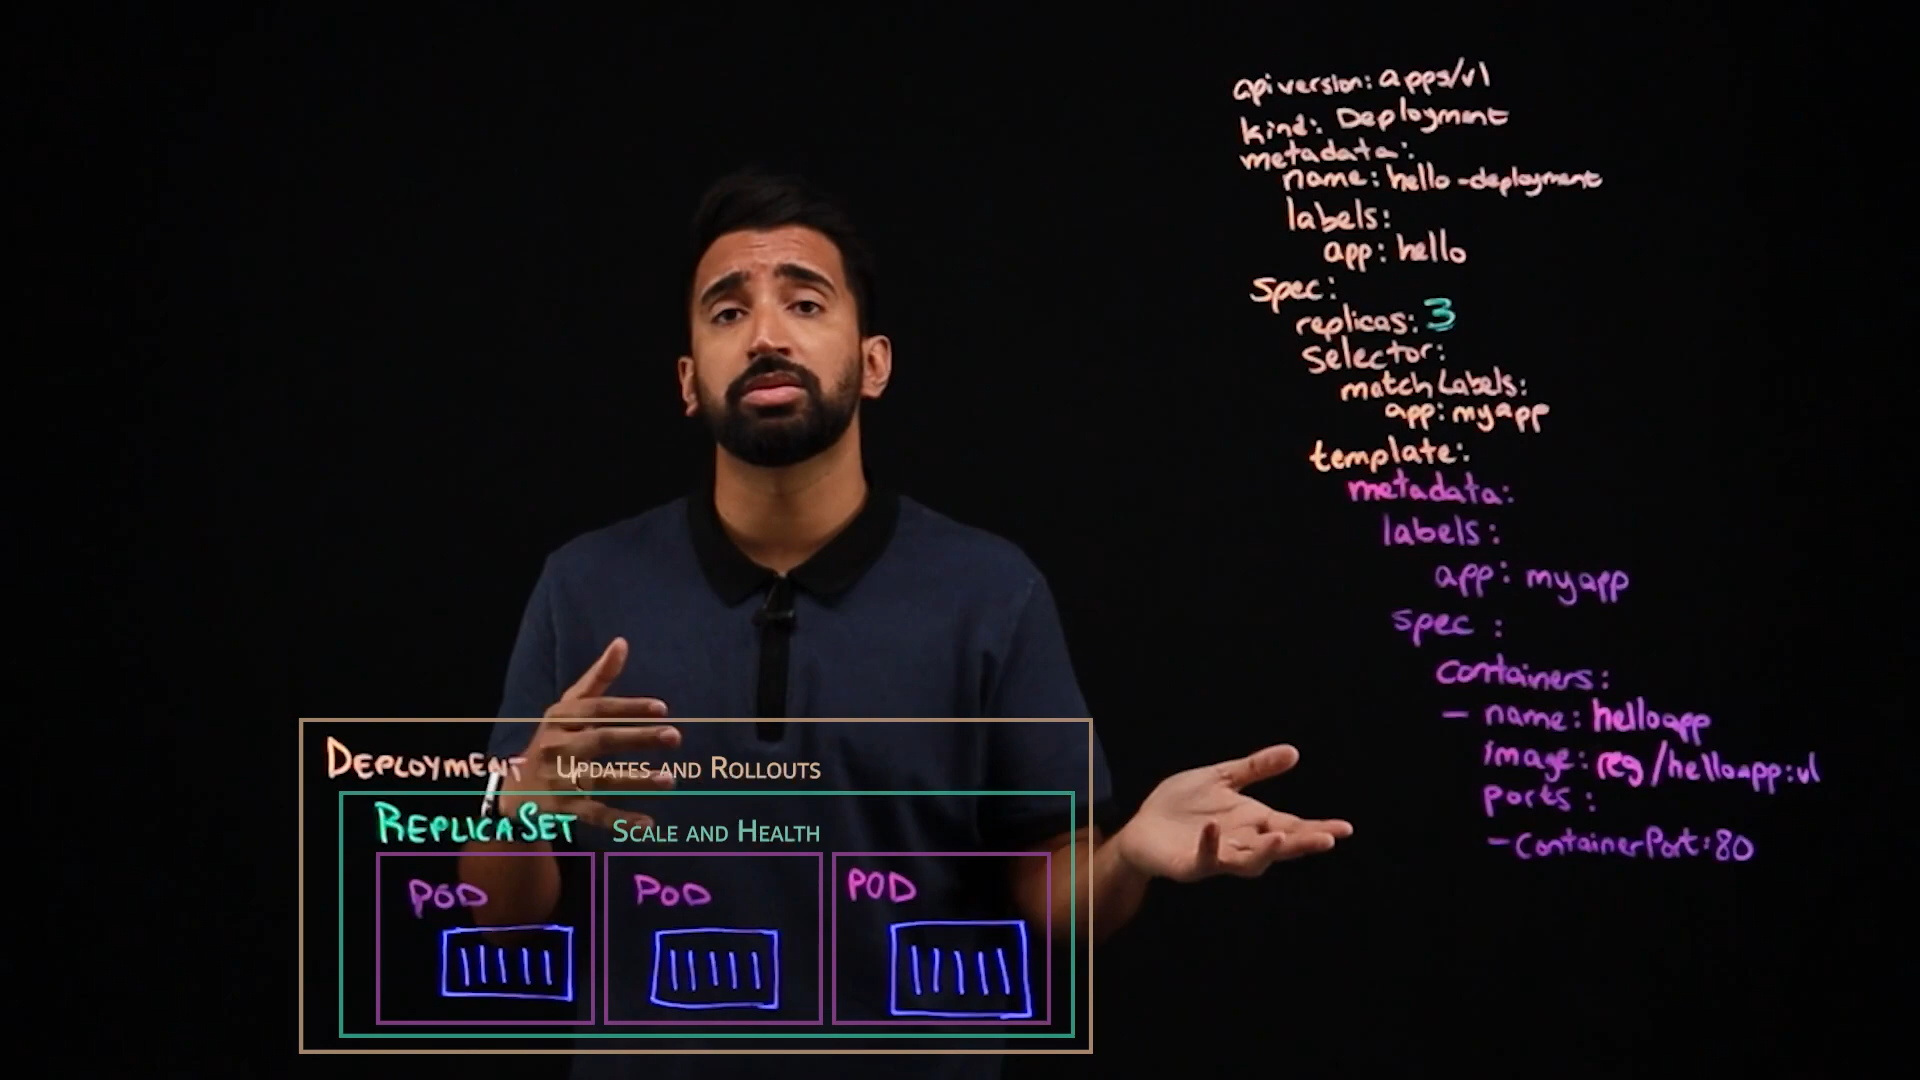 apiversion: apps/v1
kind: Deployment
metadata:
name: hello-deployment
labels:
app: hello
spec:
replicas: 3
selector:
matchLabels:
app: myapp
template:
metadata:
labels:
app: myapp
spec:
containers:
- name: helloapp
image: reg/helloapp:v1
ports:
- containerPort: 80
DEPLOYMENT UPDATES AND ROLLOUTS
REPLICASET SCALE AND HEALTH
POD POD POD